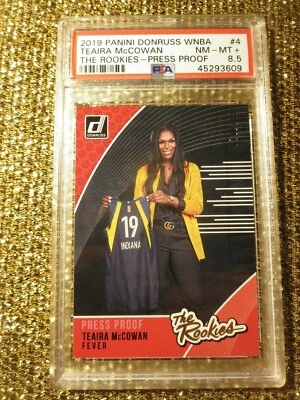 2019 PANINI DONRUSS WNBA #4
TEAIRA McCOWAN NM-MT+
THE ROOKIES-PRESS PROOF 8.5
PSA 45293609
DONRUSS
19
INDIANA
PRESS PROOF
The Rookies
TEAIRA McCOWAN
FEVER